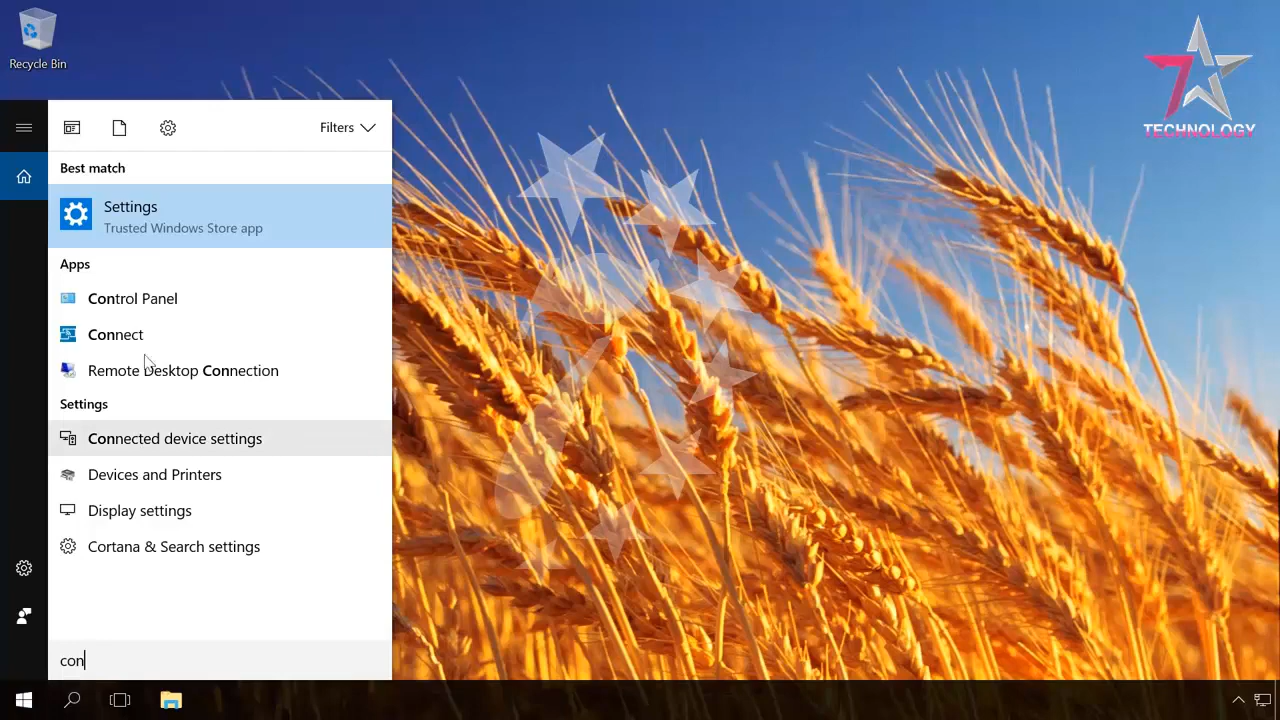 Recycle Bin
TECHNOLOGY
Filters
Best match
Settings
Trusted Windows Store app
Apps
Control Panel
Connect
Remote Desktop Connection
Settings
Connected device settings
Devices and Printers
Display settings
Cortana & Search settings
con